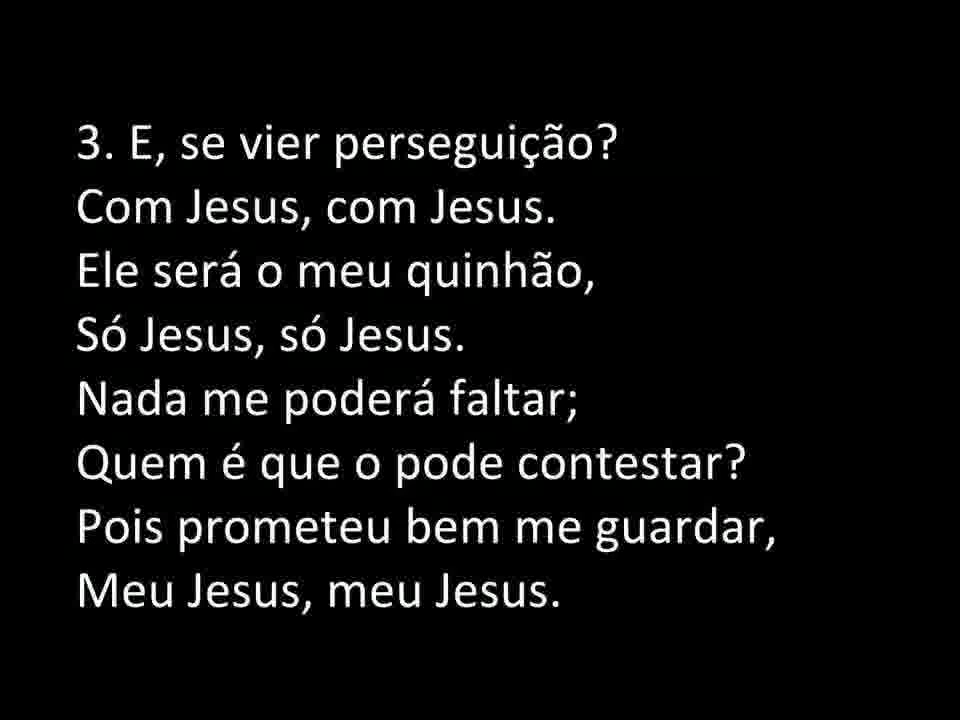 3. E, se vier perseguição?
Com Jesus, com Jesus.
Ele será o meu quinhão,
Só Jesus, só Jesus.
Nada me poderá faltar;
Quem é que o pode contestar?
Pois prometeu bem me guardar,
Meu Jesus, meu Jesus.